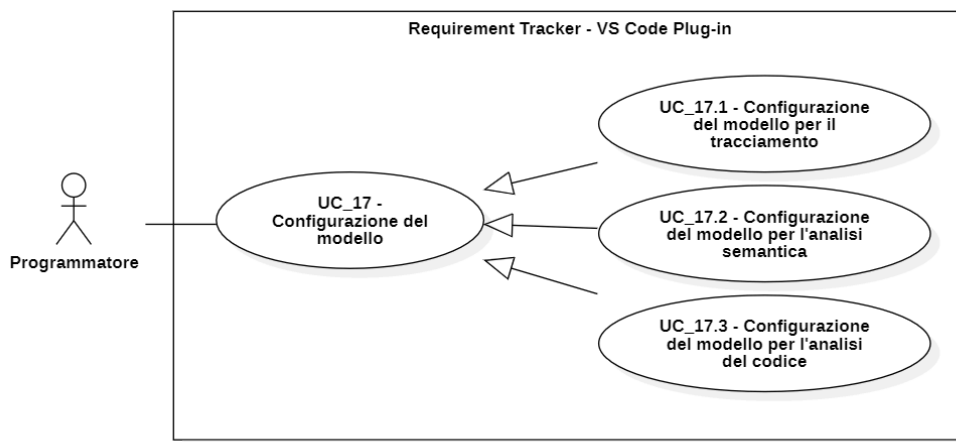 Requirement Tracker - VS Code Plug-in
Programmatore
UC_17 -
Configurazione del
modello
UC_17.1 - Configurazione
del modello per il
tracciamento
UC_17.2 - Configurazione
del modello per l'analisi
semantica
UC_17.3 - Configurazione
del modello per l'analisi
del codice